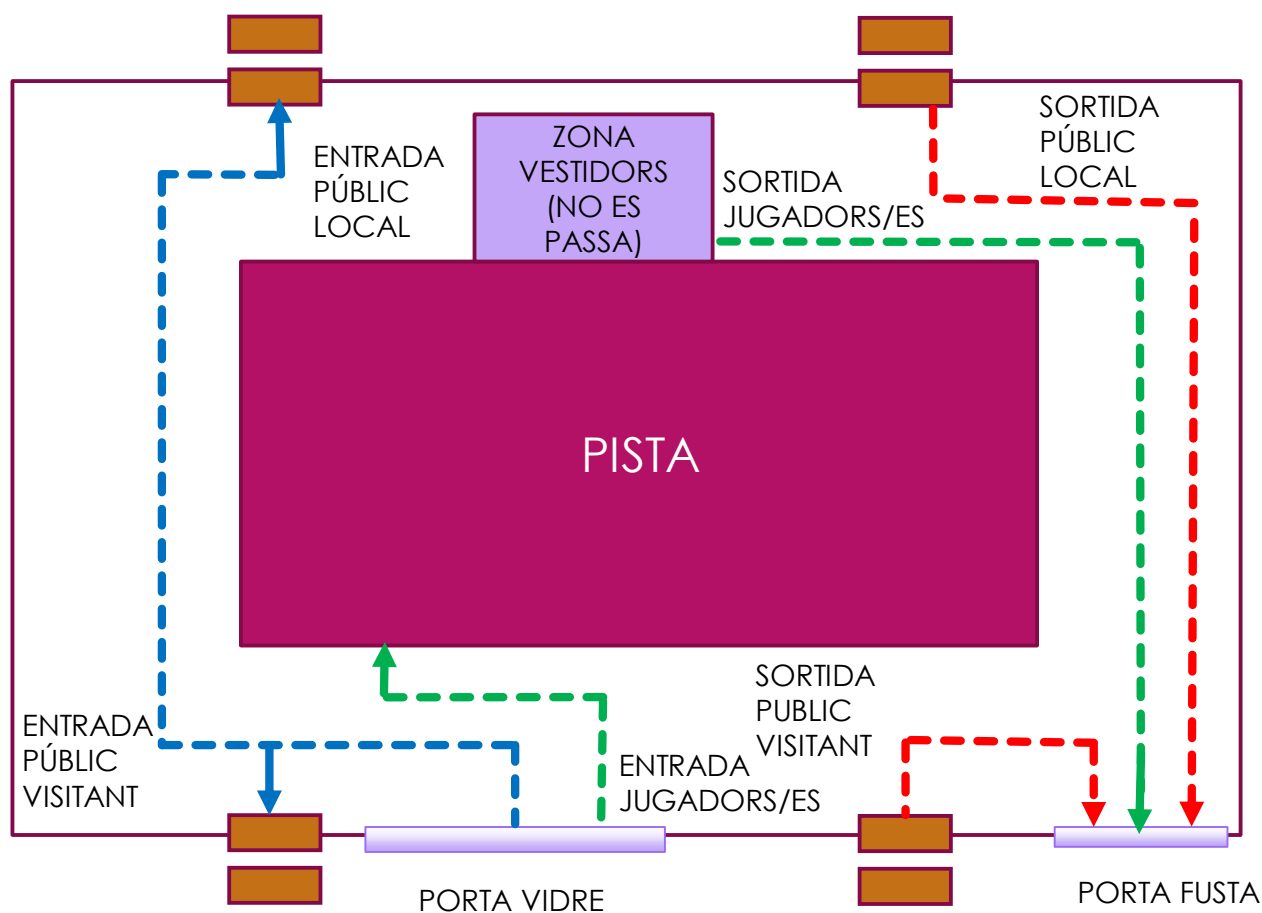 ENTRADA
PÚBLIC
LOCAL
ZONA
VESTIDORS
(NO ES
PASSA)
SORTIDA
JUGADORS/ES
SORTIDA
PÚBLIC
LOCAL
PISTA
ENTRADA
PÚBLIC
VISITANT
ENTRADA
JUGADORS/ES
SORTIDA
PUBLIC
VISITANT
PORTA VIDRE
PORTA FUSTA